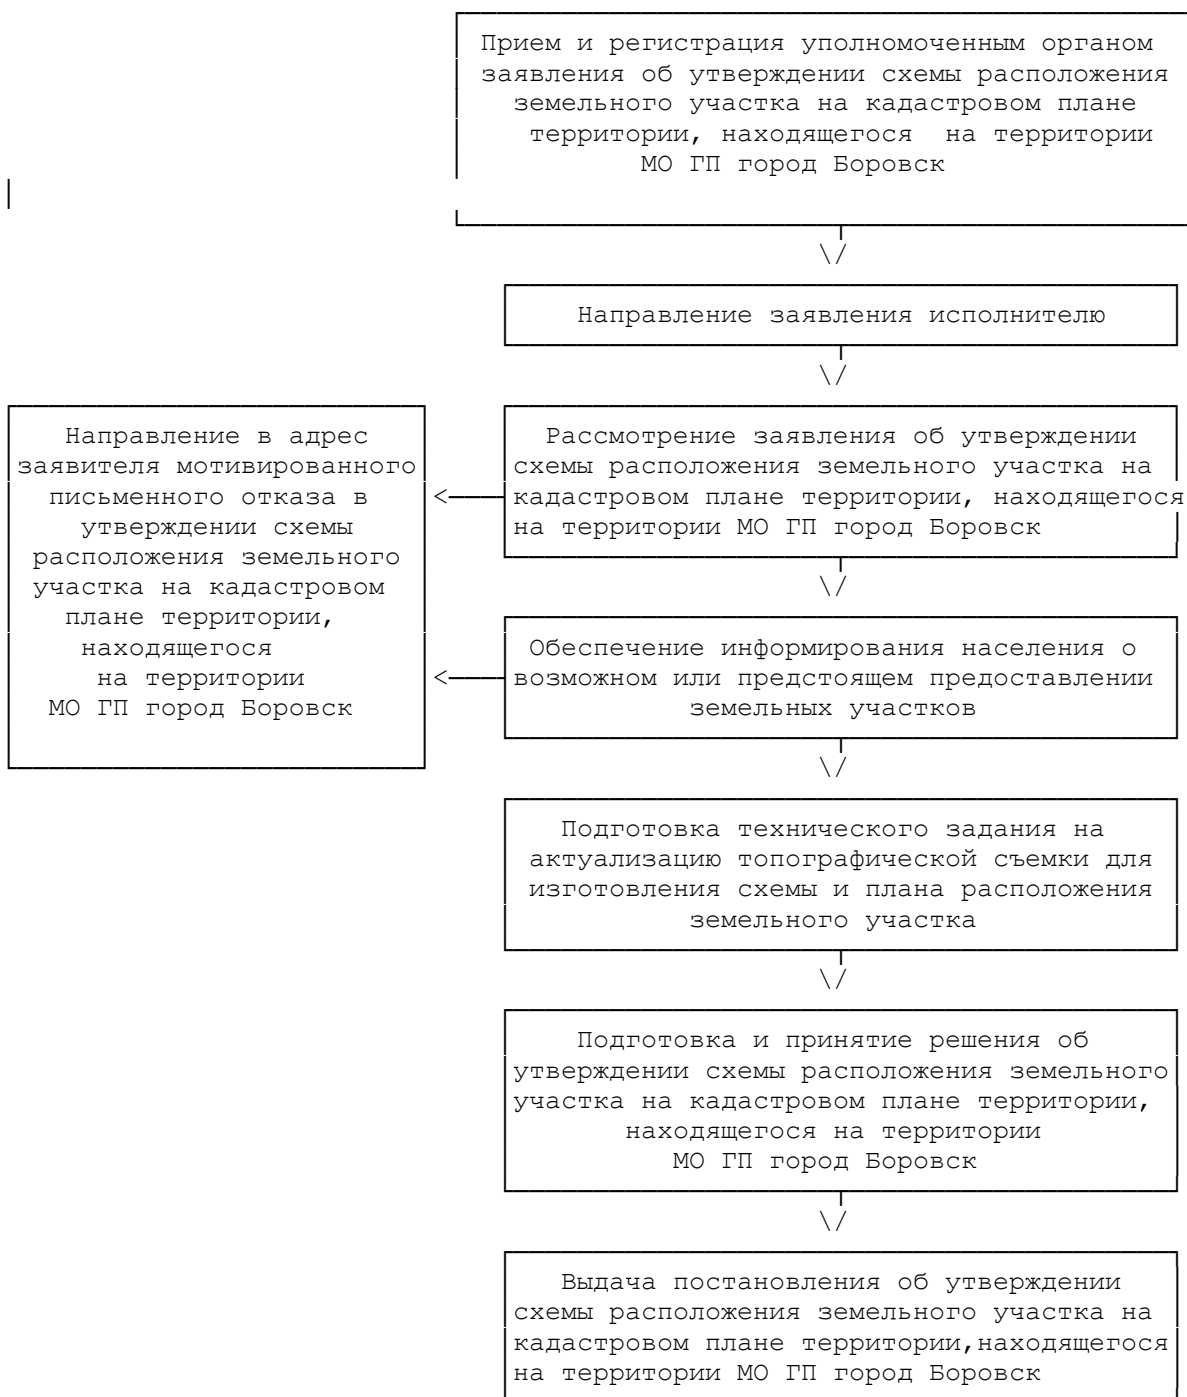 Прием и регистрация уполномоченным органом
заявления об утверждении схемы расположения
земельного участка на кадастровом плане
территории, находящегося на территории
МО ГП город Боровск
Направление заявления исполнителю
Направление в адрес
заявителя мотивированного
письменного отказа в
утверждении схемы
расположения земельного
участка на кадастровом
плане территории,
находящегося
на территории
МО ГП город Боровск
Рассмотрение заявления об утверждении
схемы расположения земельного участка на
кадастровом плане территории, находящегося
на территории МО ГП город Боровск
Обеспечение информирования населения о
возможном или предстоящем предоставлении
земельных участков
Подготовка технического задания на
актуализацию топографической съемки для
изготовления схемы и плана расположения
земельного участка
Подготовка и принятие решения об
утверждении схемы расположения земельного
участка на кадастровом плане территории,
находящегося на территории
МО ГП город Боровск
Выдача постановления об утверждении
схемы расположения земельного участка на
кадастровом плане территории,находящегося
на территории МО ГП город Боровск